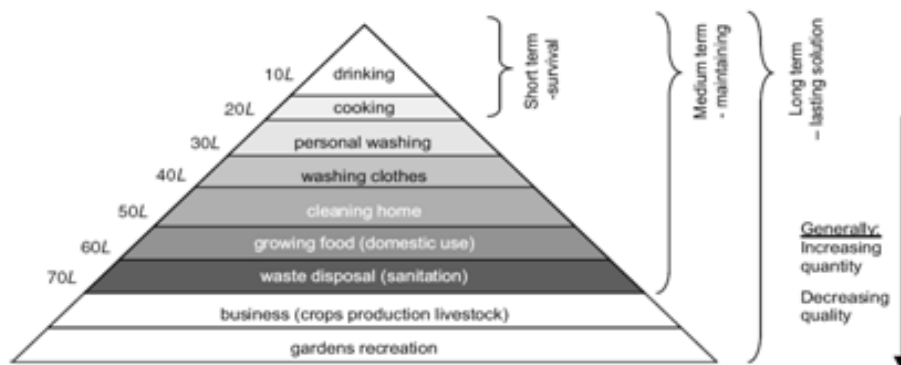 10L
drinking
20L
cooking
30L
personal washing
40L
washing clothes
50L
cleaning home
60L
growing food (domestic use)
70L
waste disposal (sanitation)
business (crops production livestock)
gardens recreation
Short term
-survival
Medium term
- maintaining
Long term
– lasting solution
Generally:
Increasing
quantity
Decreasing
quality